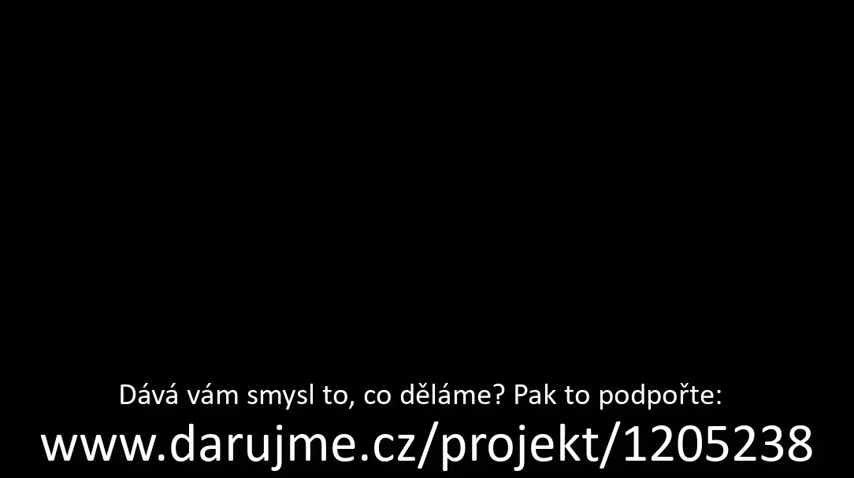 Dává vám smysl to, co děláme? Pak to podpořte:
www.darujme.cz/projekt/1205238